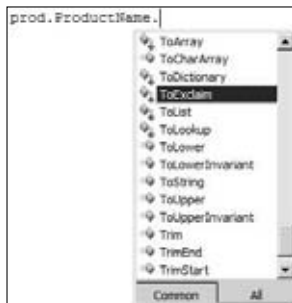 prod.ProductName.
ToArray
ToCharArray
ToDictionary
ToExclaim
ToList
ToLookup
ToLower
ToLowerInvariant
ToString
ToUpper
ToUpperInvariant
Trim
TrimEnd
TrimStart
Common All